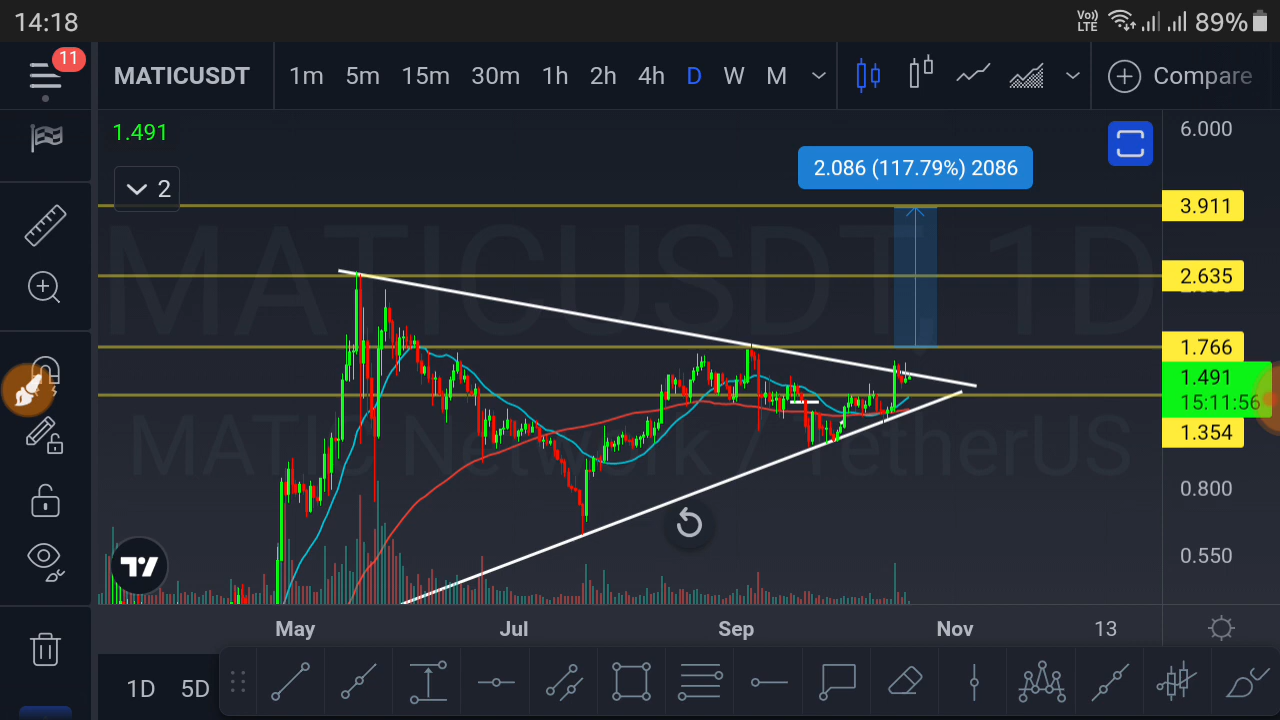 14:18
Vo)) LTE 89%
11
MATICUSDT 1m 5m 15m 30m 1h 2h 4h D W M Compare
1.491
2
2.086 (117.79%) 2086
6.000
3.911
2.635
1.766
1.491
15:11:56
1.354
0.800
0.550
MATICUSDT 1D
MATIC Network / TetherUS
May Jul Sep Nov 13
1D 5D